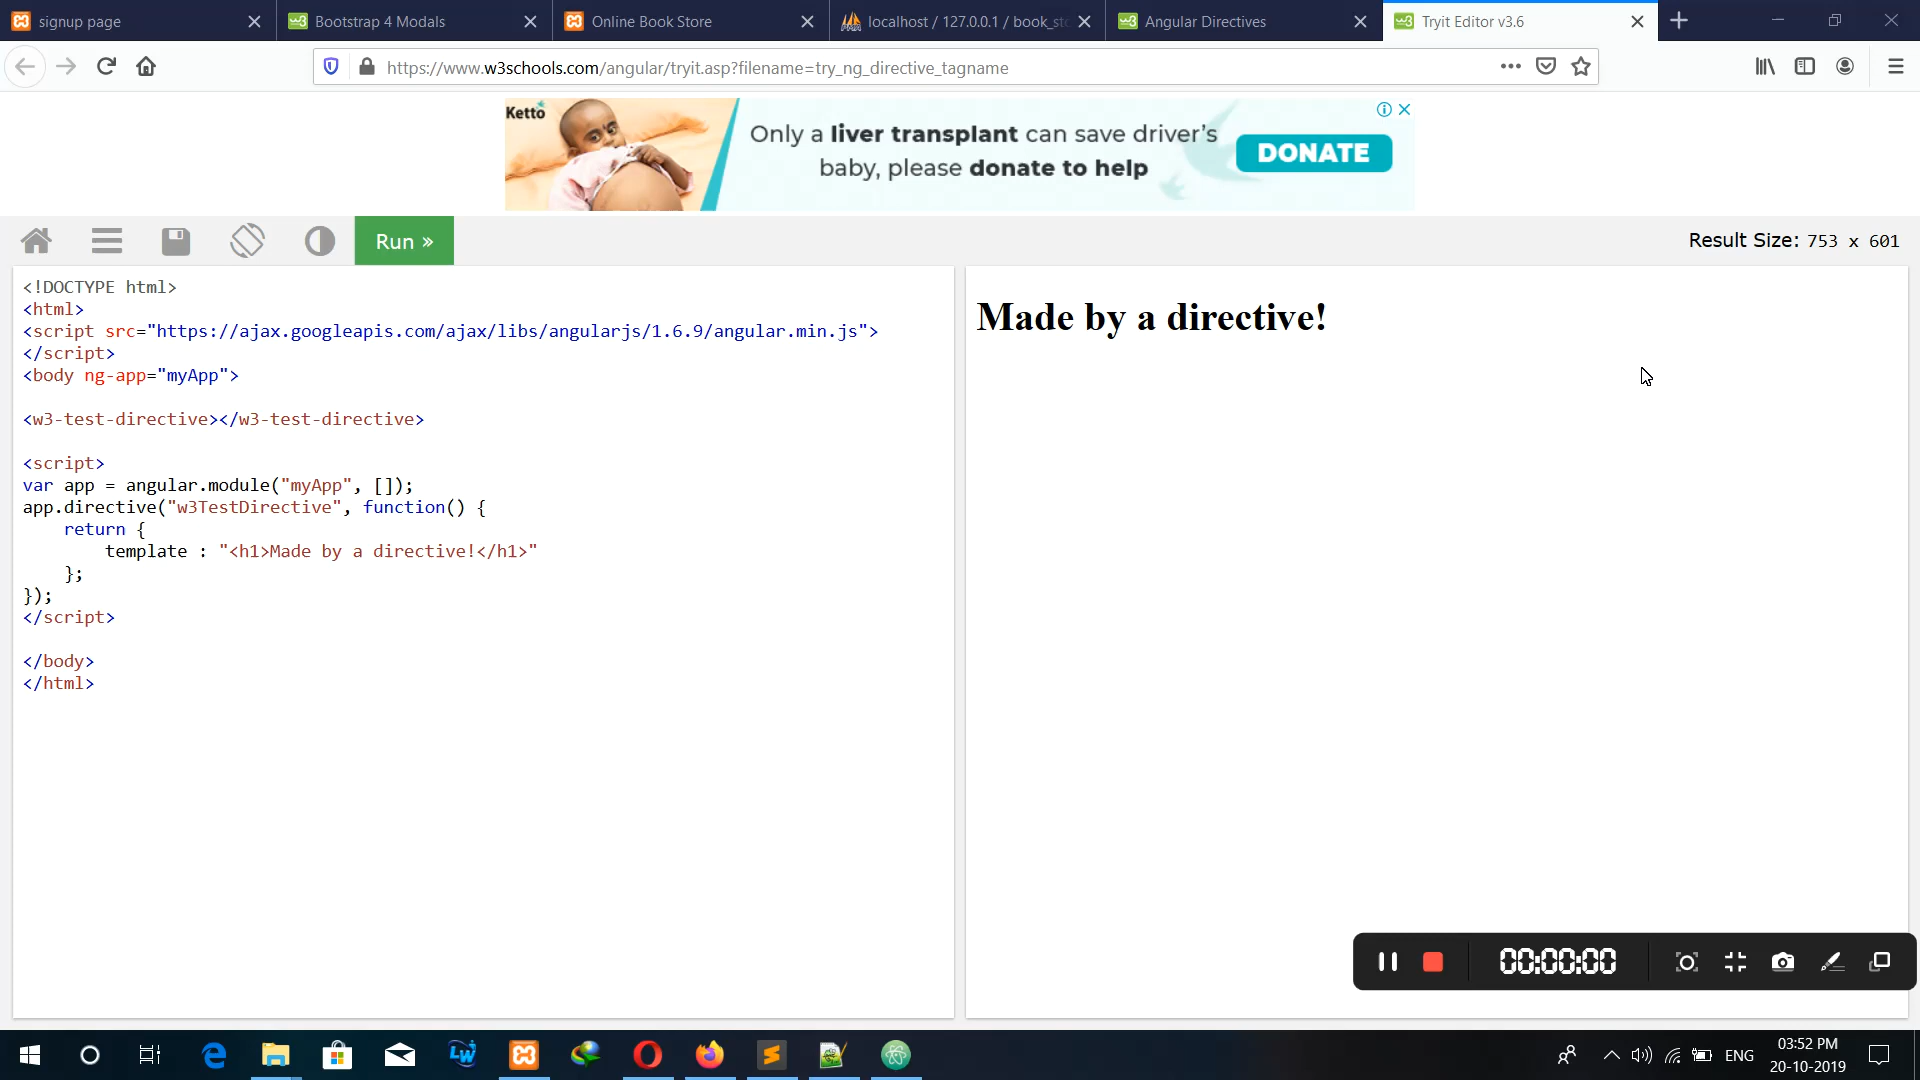 signup page
Bootstrap 4 Modals
Online Book Store
localhost / 127.0.0.1 / book_st
Angular Directives
Tryit Editor v3.6
https://www.w3schools.com/angular/tryit.asp?filename=try_ng_directive_tagname
Ketto
Only a liver transplant can save driver's
baby, please donate to help
DONATE
Run »
Result Size: 753 x 601
<!DOCTYPE html>
<html>
<script src="https://ajax.googleapis.com/ajax/libs/angularjs/1.6.9/angular.min.js">
</script>
<body ng-app="myApp">
<w3-test-directive></w3-test-directive>
<script>
var app = angular.module("myApp", []);
app.directive("w3TestDirective", function() {
    return {
        template : "<h1>Made by a directive!</h1>"
    };
});
</script>
</body>
</html>
Made by a directive!
00:00:00
ENG
03:52 PM
20-10-2019